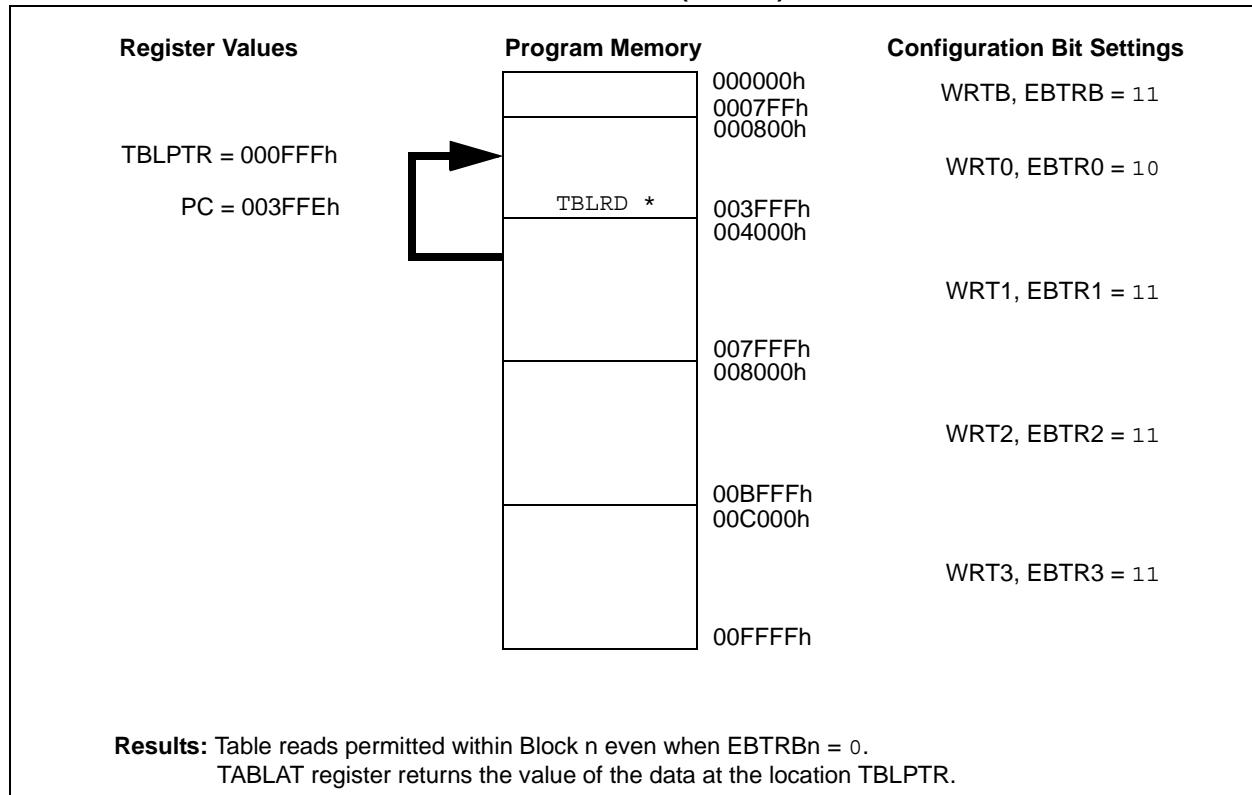 Register Values Program Memory Configuration Bit Settings
000000h
WRTB, EBTRB = 11
0007FFh
000800h
TBLPTR = 000FFFh
WRT0, EBTR0 = 10
PC = 003FFEh
TBLRD *
003FFFh
004000h
WRT1, EBTR1 = 11
007FFFh
008000h
WRT2, EBTR2 = 11
00BFFFh
00C000h
WRT3, EBTR3 = 11
00FFFFh
Results: Table reads permitted within Block n even when EBTRBn = 0.
TABLAT register returns the value of the data at the location TBLPTR.